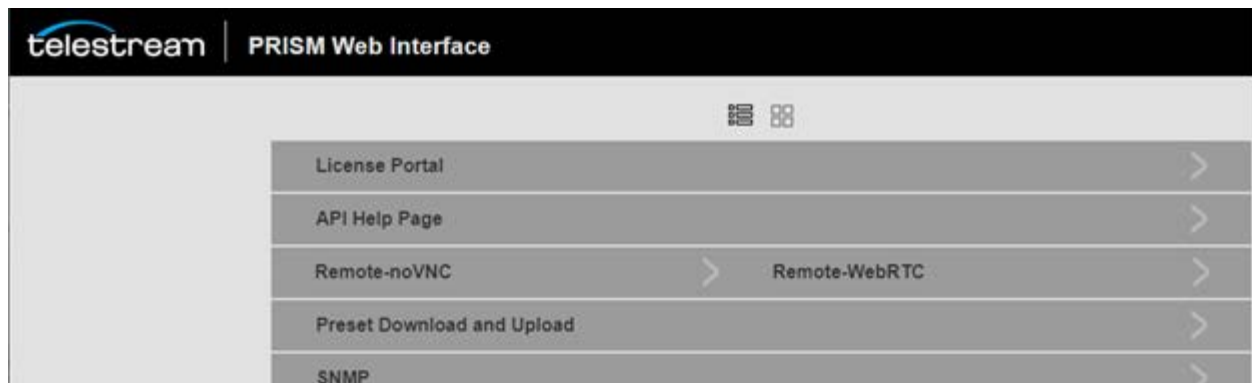 telestream PRISM Web Interface
License Portal
API Help Page
Remote-noVNC Remote-WebRTC
Preset Download and Upload
SNMP